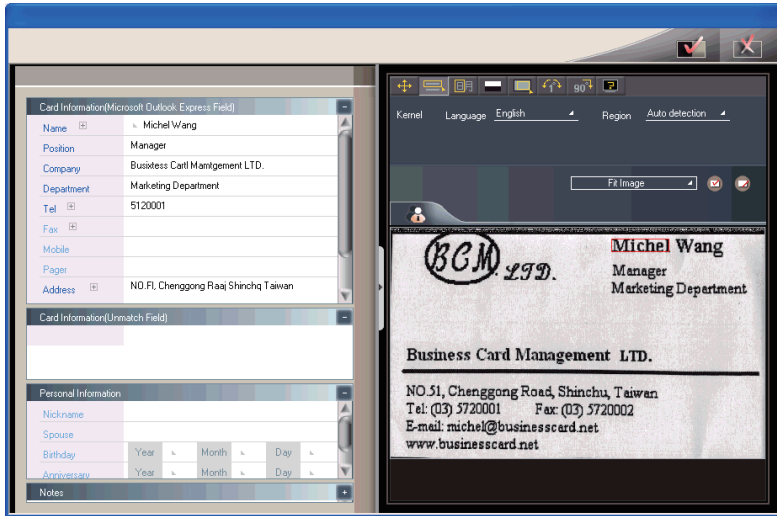 Card Information(Microsoft Outlook Express Field)
Name Michel Wang
Position Manager
Company Busixtess Cartl Mamtgement LTD.
Department Marketing Department
Tel 5120001
Fax
Mobile
Pager
Address N0.FI, Chenggong Raaj Shinchq Taiwan
Card Information(Unmatch Field)
Personal Information
Nickname
Spouse
Birthday Year Month Day
Anniversary Year Month Day
Notes
90°
Kernel Language English Region Auto detection
Fit Image
BCM .LTD.
Michel Wang
Manager
Marketing Department
Business Card Management LTD.
NO.51, Chenggong Road, Shinchu, Taiwan
Tel: (03) 5720001 Fax: (03) 5720002
E-mail: michel@businesscard.net
www.businesscard.net